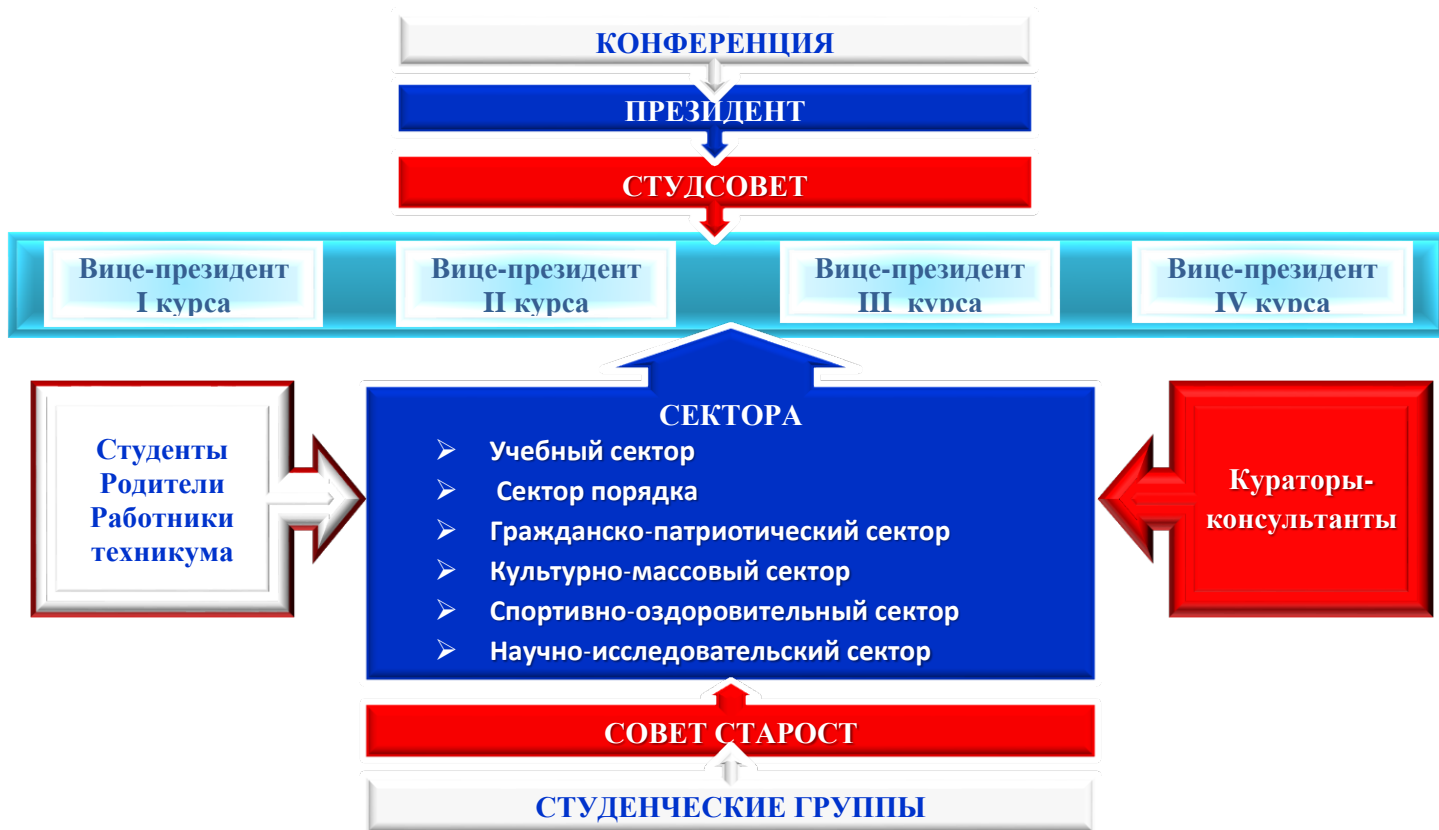 КОНФЕРЕНЦИЯ
ПРЕЗИДЕНТ
СТУДСОВЕТ
Вице-президент
I курса
Вице-президент
II курса
Вице-президент
III курса
Вице-президент
IV курса
СЕКТОРА
Студенты
Родители
Работники
техникума
➢ Учебный сектор
➢ Сектор порядка
➢ Гражданско-патриотический сектор
➢ Культурно-массовый сектор
➢ Спортивно-оздоровительный сектор
➢ Научно-исследовательский сектор
Кураторы-
консультанты
СОВЕТ СТАРОСТ
СТУДЕНЧЕСКИЕ ГРУППЫ